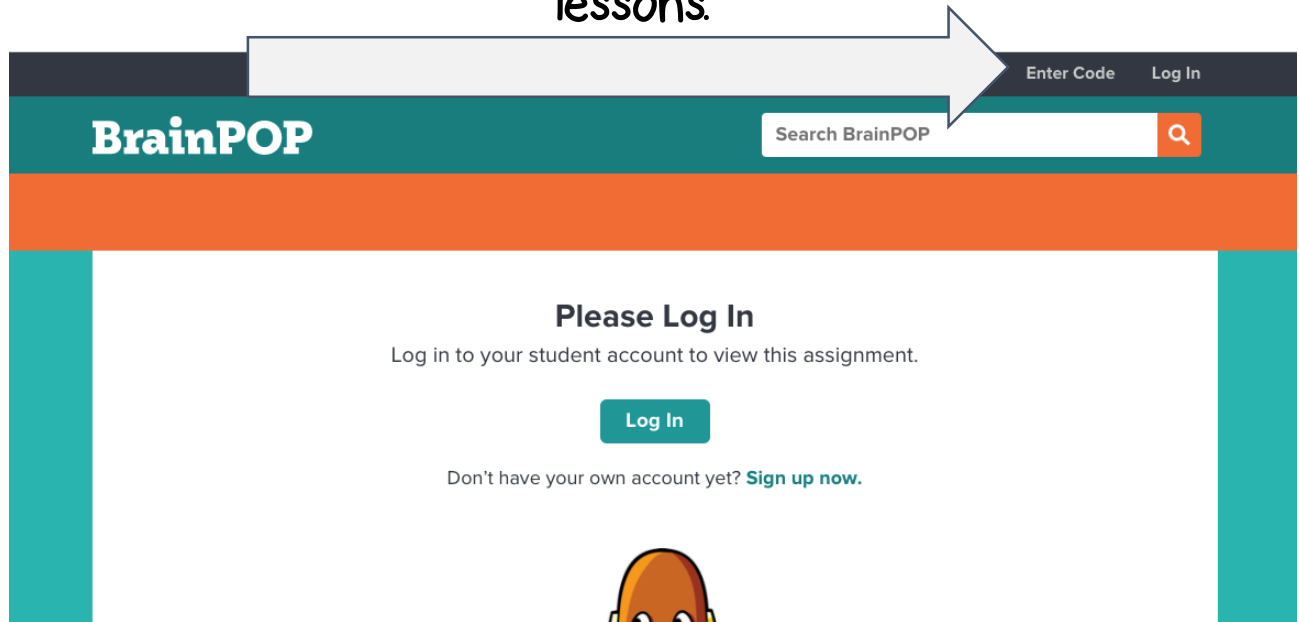 lessons.
Enter Code Log In
BrainPOP
Search BrainPOP
Please Log In
Log in to your student account to view this assignment.
Log In
Don't have your own account yet? Sign up now.